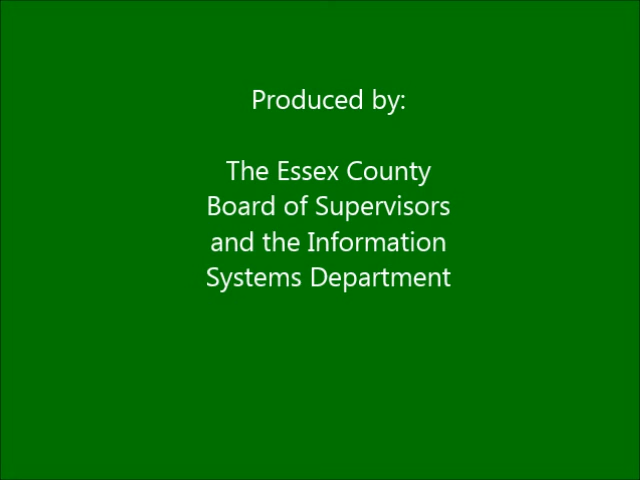 Produced by:
The Essex County
Board of Supervisors
and the Information
Systems Department